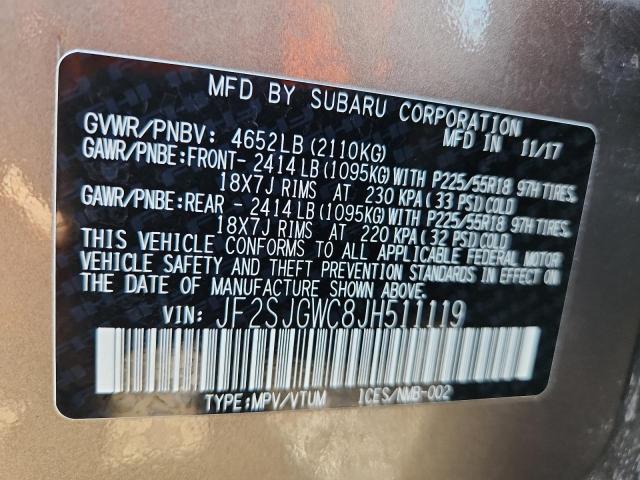 MFD BY SUBARU CORPORATION
MFD IN 11/17
GVWR/PNBV: 4652LB (2110KG)
GAWR/PNBE:FRONT- 2414LB (1095KG) WITH P225/55R18 97H TIRES,
18X7J RIMS AT 230 KPA (33 PSI) COLD
GAWR/PNBE:REAR - 2414LB (1095KG) WITH P225/55R18 97H TIRES,
18X7J RIMS AT 220 KPA (32 PSI) COLD
THIS VEHICLE CONFORMS TO ALL APPLICABLE FEDERAL MOTOR
VEHICLE SAFETY AND THEFT PREVENTION STANDARDS IN EFFECT ON
THE DATE OF MANUFACTURE SHOWN ABOVE.
VIN: JF2SJGWC8JH511119
TYPE:MPV/VTUM ICES/NMB-002